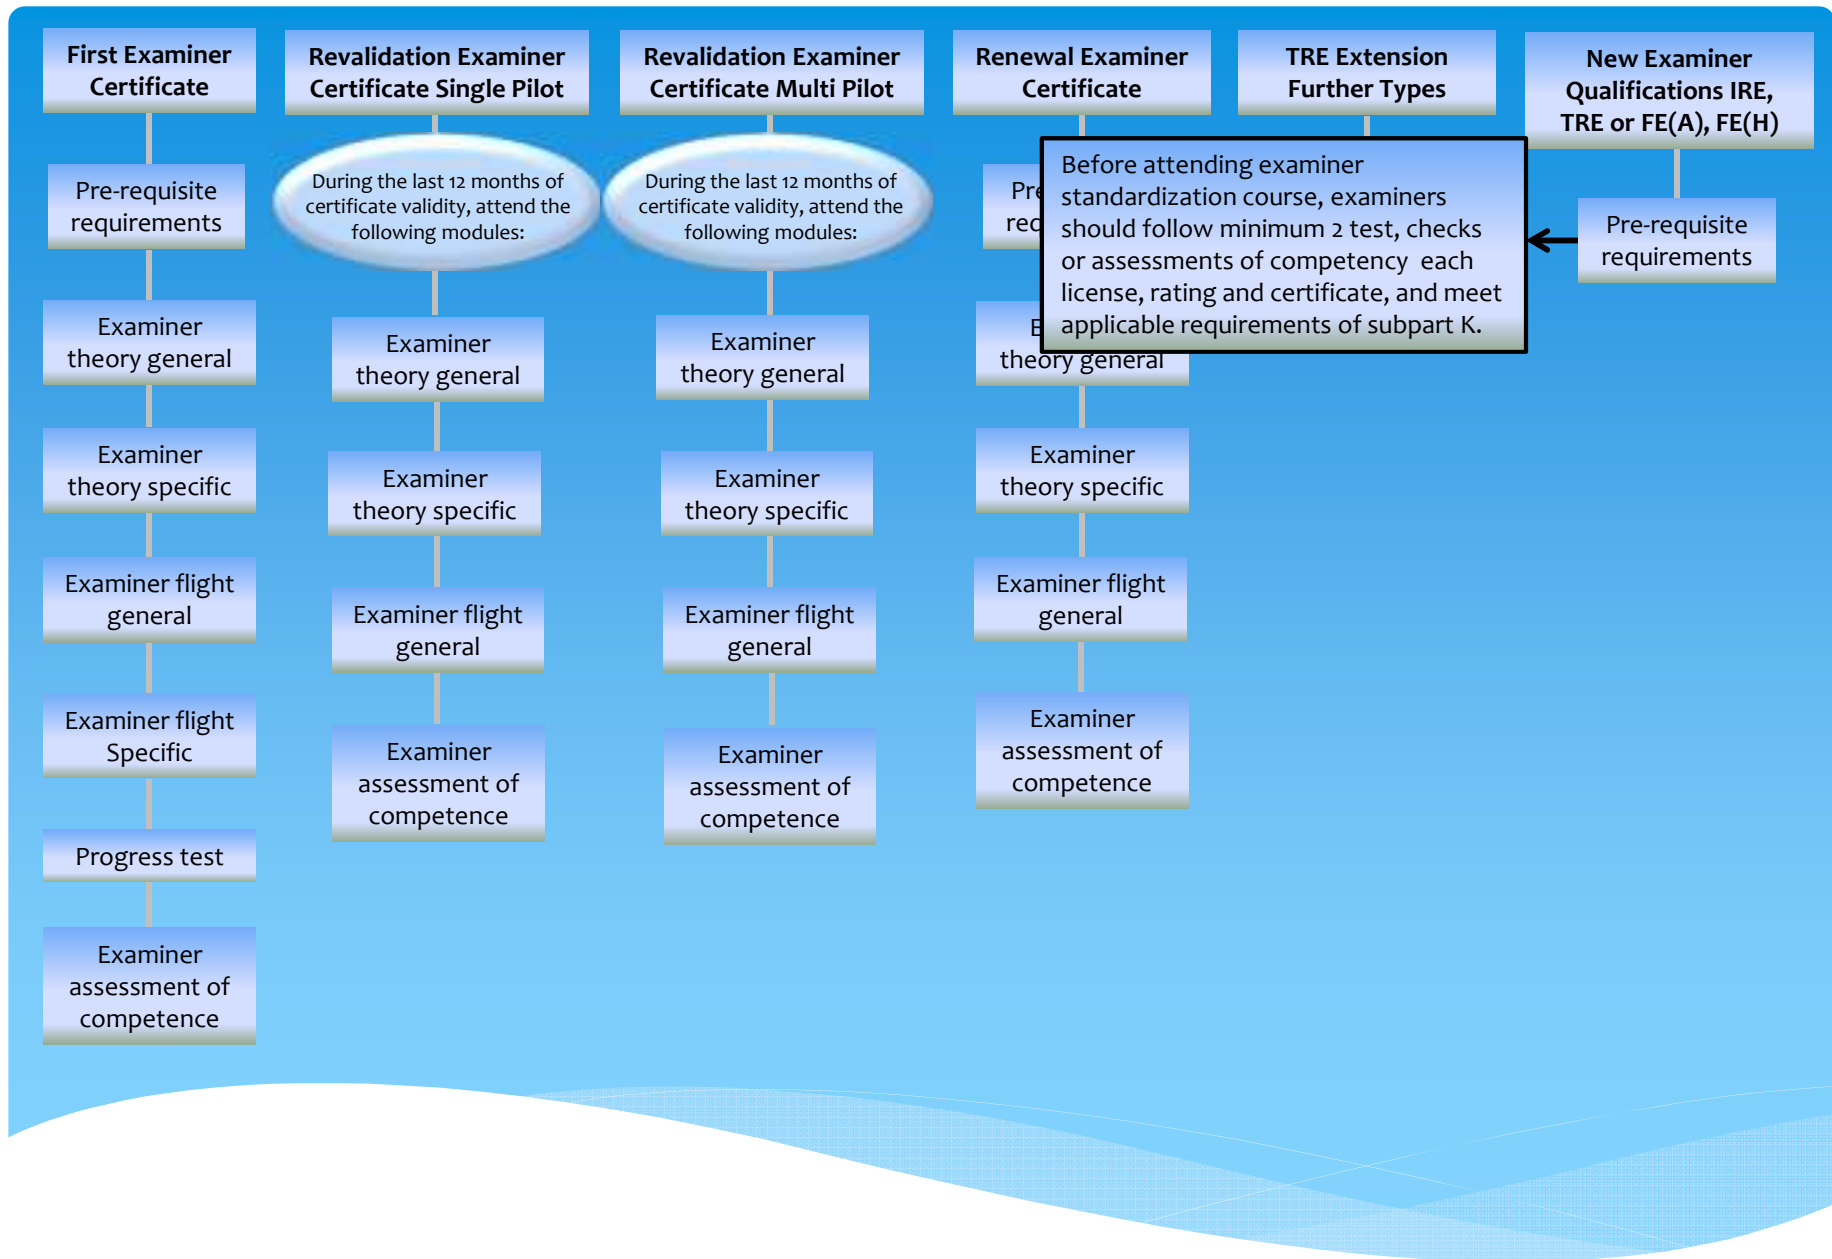 First Examiner
Certificate
Pre-requisite
requirements
Examiner
theory general
Examiner
theory specific
Examiner flight
general
Examiner flight
Specific
Progress test
Examiner
assessment of
competence
Revalidation Examiner
Certificate Single Pilot
During the last 12 months of
certificate validity, attend the
following modules:
Examiner
theory general
Examiner
theory specific
Examiner flight
general
Examiner
assessment of
competence
Revalidation Examiner
Certificate Multi Pilot
During the last 12 months of
certificate validity, attend the
following modules:
Examiner
theory general
Examiner
theory specific
Examiner flight
general
Examiner
assessment of
competence
Renewal Examiner
Certificate
theory general
Examiner
theory specific
Examiner flight
general
Examiner
assessment of
competence
TRE Extension
Further Types
New Examiner
Qualifications IRE,
TRE or FE(A), FE(H)
Pre-requisite
requirements
Before attending examiner
standardization course, examiners
should follow minimum 2 test, checks
or assessments of competency each
license, rating and certificate, and meet
applicable requirements of subpart K.